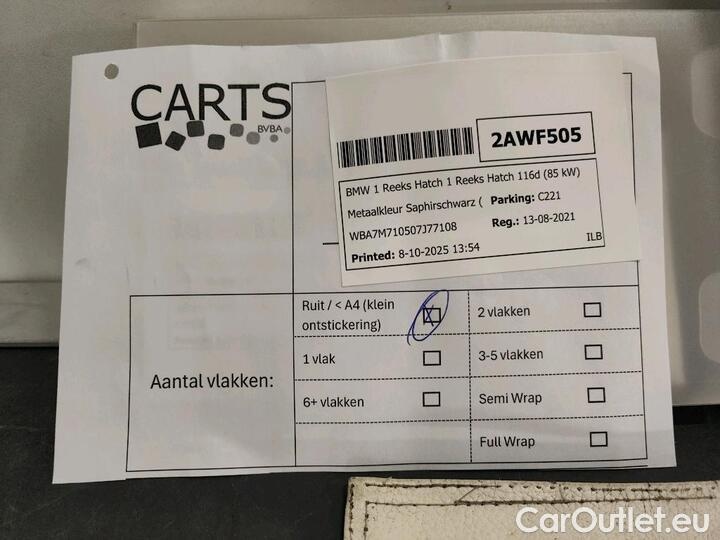 CARTS
BVBA
2AWF505
BMW 1 Reeks Hatch 1 Reeks Hatch 116d (85 kW)
Metaalkleur Saphirschwarz ( Parking: C221
WBA7M710507J77108 Reg.: 13-08-2021
Printed: 8-10-2025 13:54 ILB
Aantal vlakken:
Ruit / < A4 (klein
ontstickering)
2 vlakken
1 vlak
3-5 vlakken
6+ vlakken
Semi Wrap
Full Wrap
CarOutlet.eu